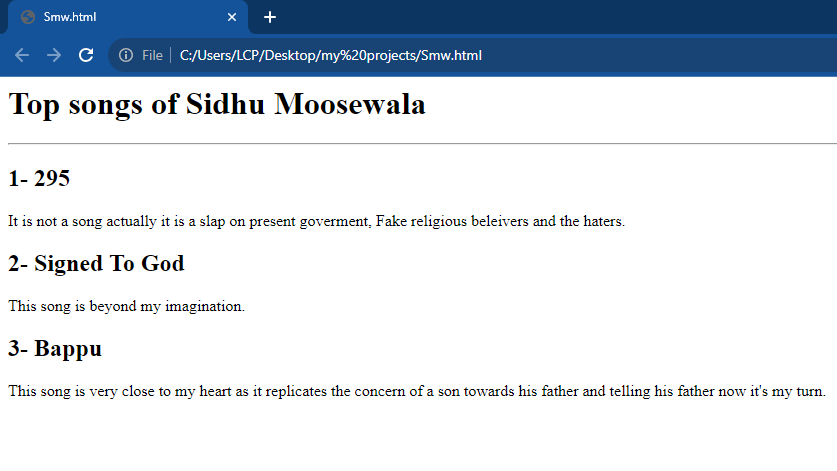 Smw.html
File C:/Users/LCP/Desktop/my%20projects/Smw.html
Top songs of Sidhu Moosewala
1- 295
It is not a song actually it is a slap on present goverment, Fake religious beleivers and the haters.
2- Signed To God
This song is beyond my imagination.
3- Bappu
This song is very close to my heart as it replicates the concern of a son towards his father and telling his father now it's my turn.